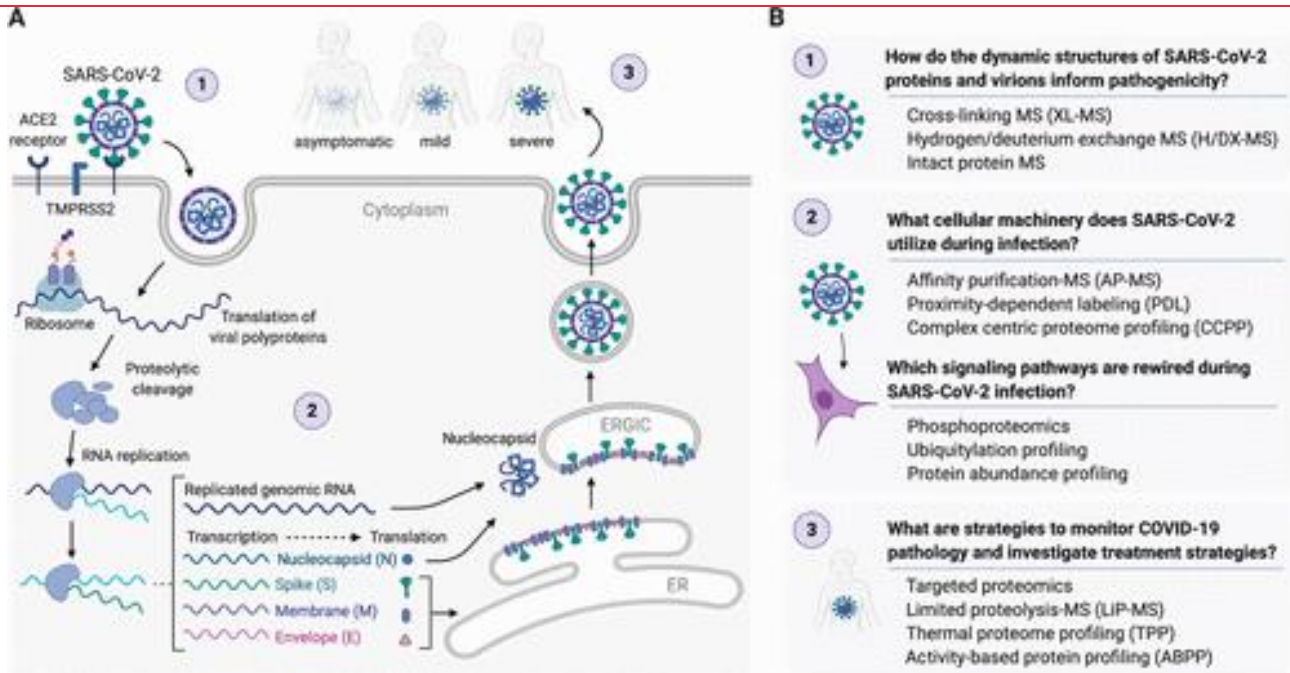 A
SARS-CoV-2
1
ACE2
receptor
TMPRSS2
asymptomatic
mild
severe
3
Cytoplasm
Ribosome
Translation of
viral polyproteins
Proteolytic
cleavage
2
RNA replication
Replicated genomic RNA
Transcription
Translation
Nucleocapsid (N)
Spike (S)
Membrane (M)
Envelope (E)
Nucleocapsid
ERGIC
ER
B
1
How do the dynamic structures of SARS-CoV-2
proteins and virions inform pathogenicity?
Cross-linking MS (XL-MS)
Hydrogen/deuterium exchange MS (H/DX-MS)
Intact protein MS
2
What cellular machinery does SARS-CoV-2
utilize during infection?
Affinity purification-MS (AP-MS)
Proximity-dependent labeling (PDL)
Complex centric proteome profiling (CCPP)
Which signaling pathways are rewired during
SARS-CoV-2 infection?
Phosphoproteomics
Ubiquitylation profiling
Protein abundance profiling
3
What are strategies to monitor COVID-19
pathology and investigate treatment strategies?
Targeted proteomics
Limited proteolysis-MS (LiP-MS)
Thermal proteome profiling (TPP)
Activity-based protein profiling (ABPP)